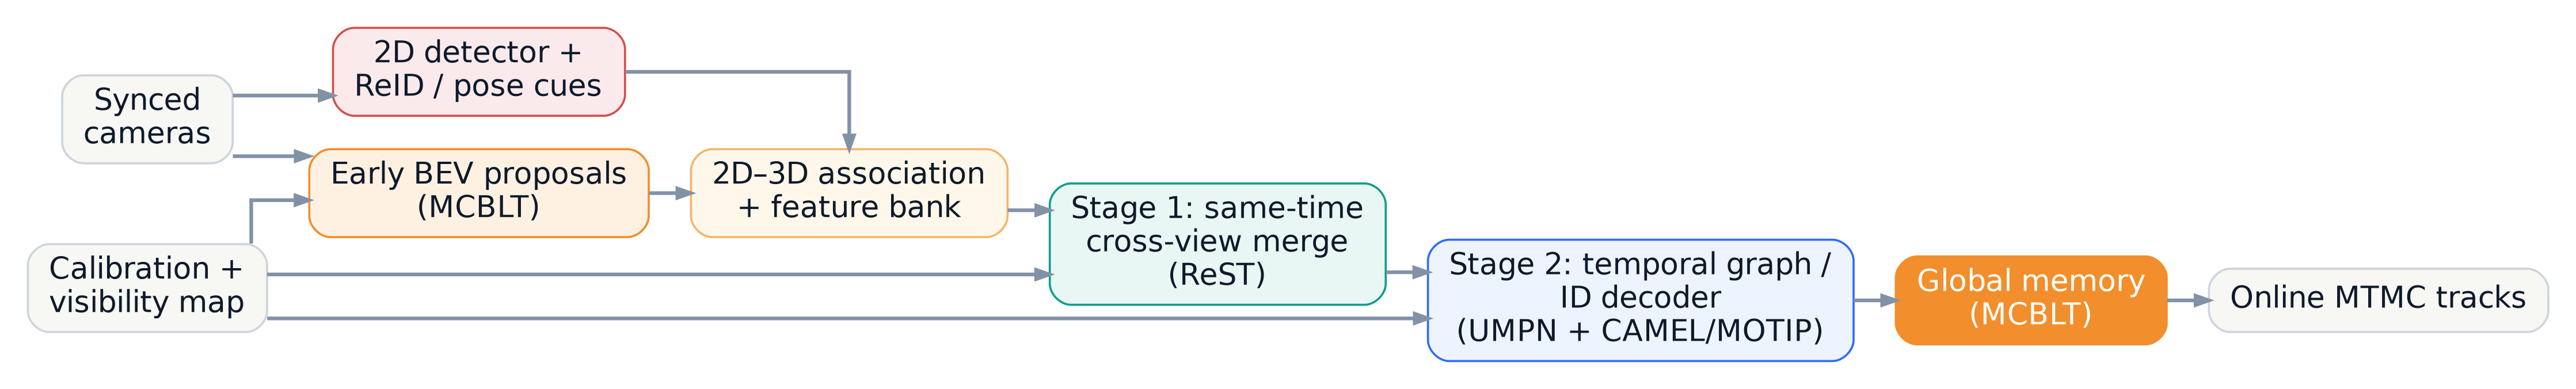 Synced
cameras
2D detector +
ReID / pose cues
Early BEV proposals
(MCBLT)
2D–3D association
+ feature bank
Calibration +
visibility map
Stage 1: same-time
cross-view merge
(ReST)
Stage 2: temporal graph /
ID decoder
(UMPN + CAMEL/MOTIP)
Global memory
(MCBLT)
Online MTMC tracks